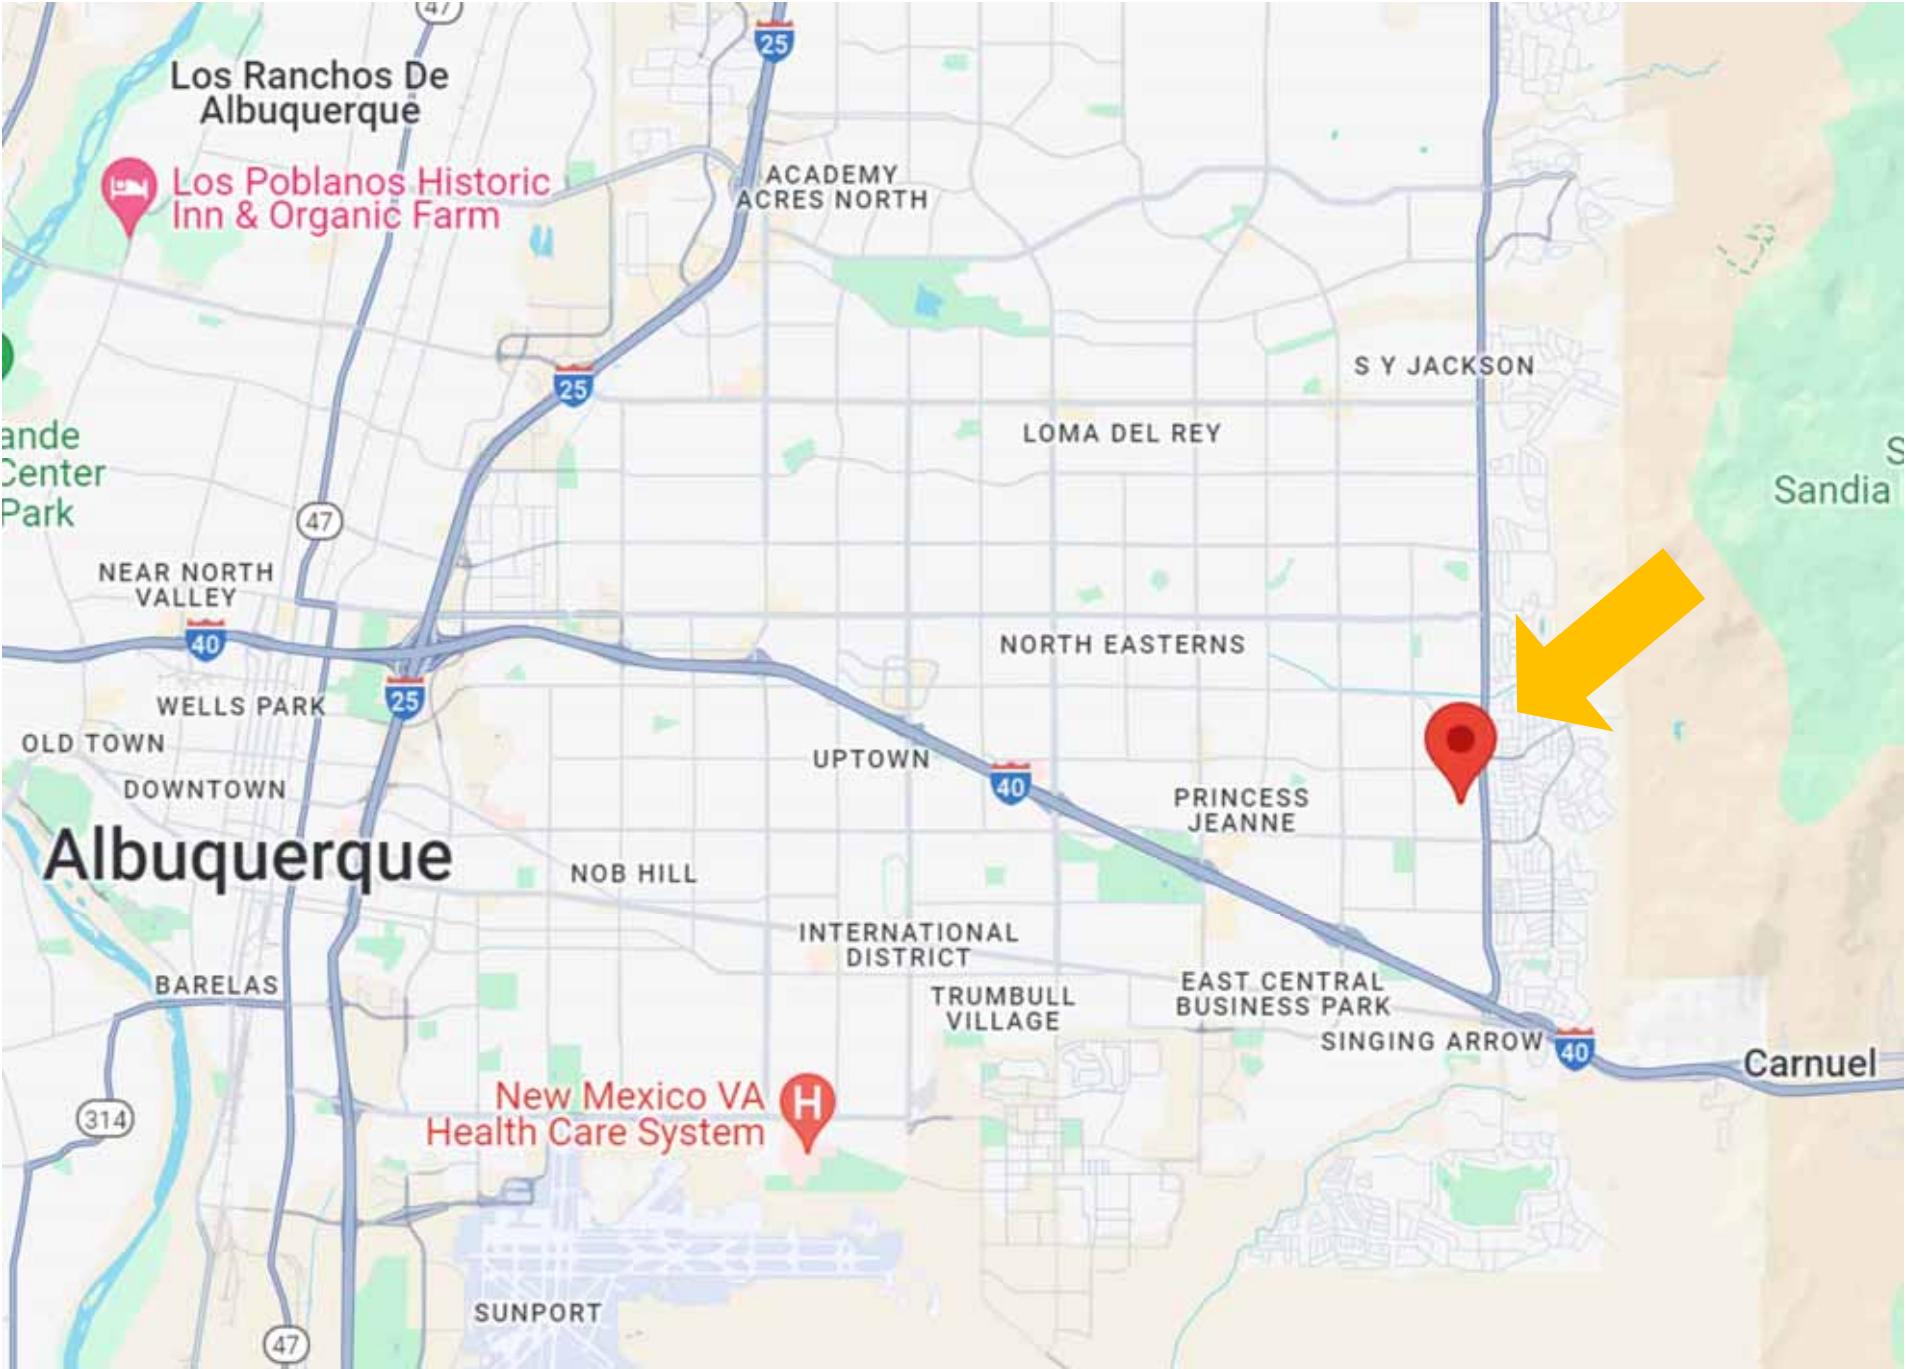 47
25
Los Ranchos De
Albuquerque
Los Poblanos Historic
Inn & Organic Farm
ACADEMY
ACRES NORTH
25
S Y JACKSON
LOMA DEL REY
ande
Center
Park
S
Sandia
47
NEAR NORTH
VALLEY
40
NORTH EASTERNS
25
WELLS PARK
OLD TOWN
UPTOWN
40
DOWNTOWN
PRINCESS
JEANNE
Albuquerque
NOB HILL
INTERNATIONAL
DISTRICT
BARELAS
EAST CENTRAL
BUSINESS PARK
TRUMBULL
VILLAGE
SINGING ARROW
40
Carnuel
New Mexico VA
Health Care System
H
314
SUNPORT
47